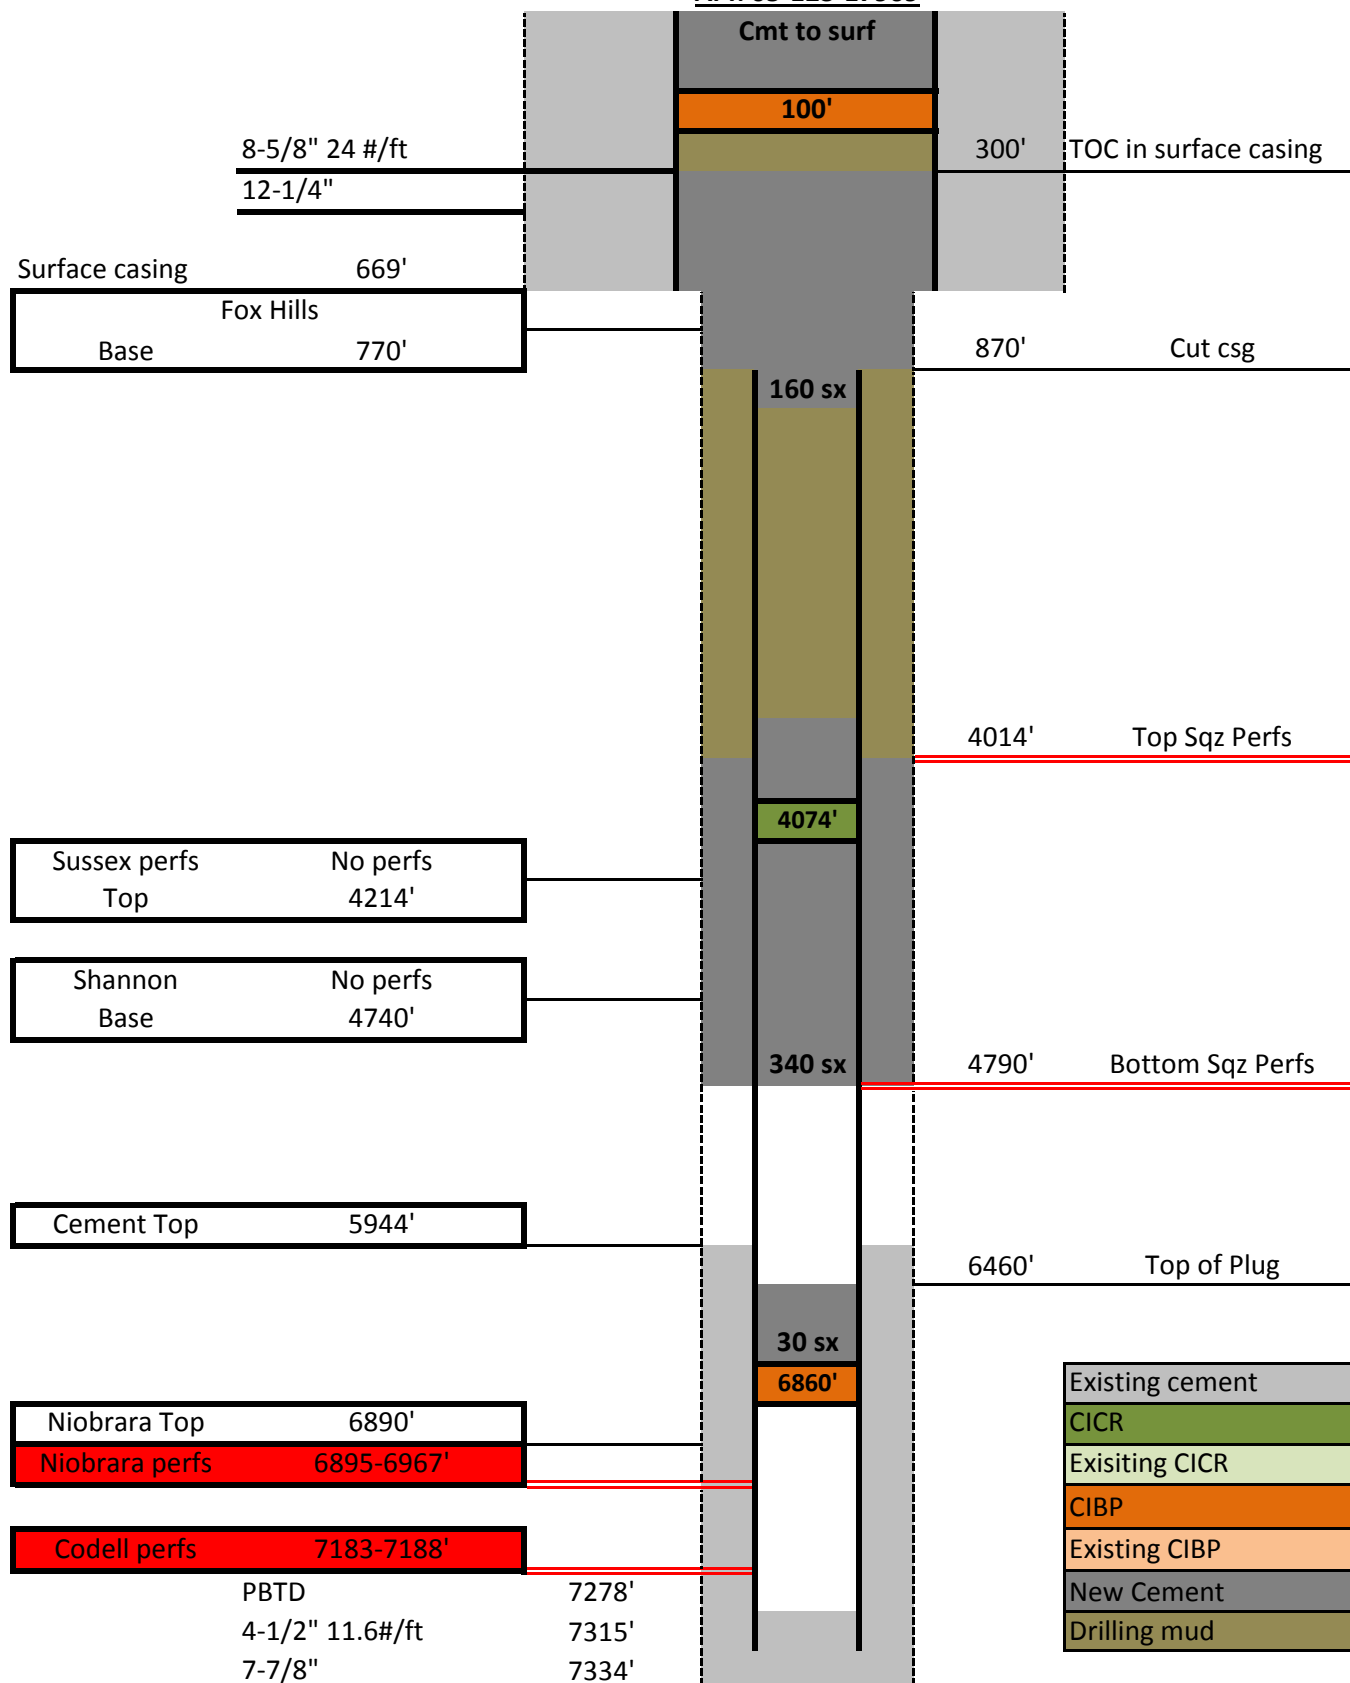 Cmt to surf
100'
8-5/8" 24 #/ft
300' TOC in surface casing
12-1/4"
Surface casing 669'
Fox Hills
Base 770'
870' Cut csg
160 sx
4014' Top Sqz Perfs
4074'
Sussex perfs No perfs
Top 4214'
Shannon No perfs
Base 4740'
340 sx
4790' Bottom Sqz Perfs
Cement Top 5944'
6460' Top of Plug
30 sx
6860'
Existing cement
CICR
Exisiting CICR
CIBP
Existing CIBP
New Cement
Drilling mud
Niobrara Top 6890'
Niobrara perfs 6895-6967'
Codell perfs 7183-7188'
PBTD 7278'
4-1/2" 11.6#/ft 7315'
7-7/8" 7334'